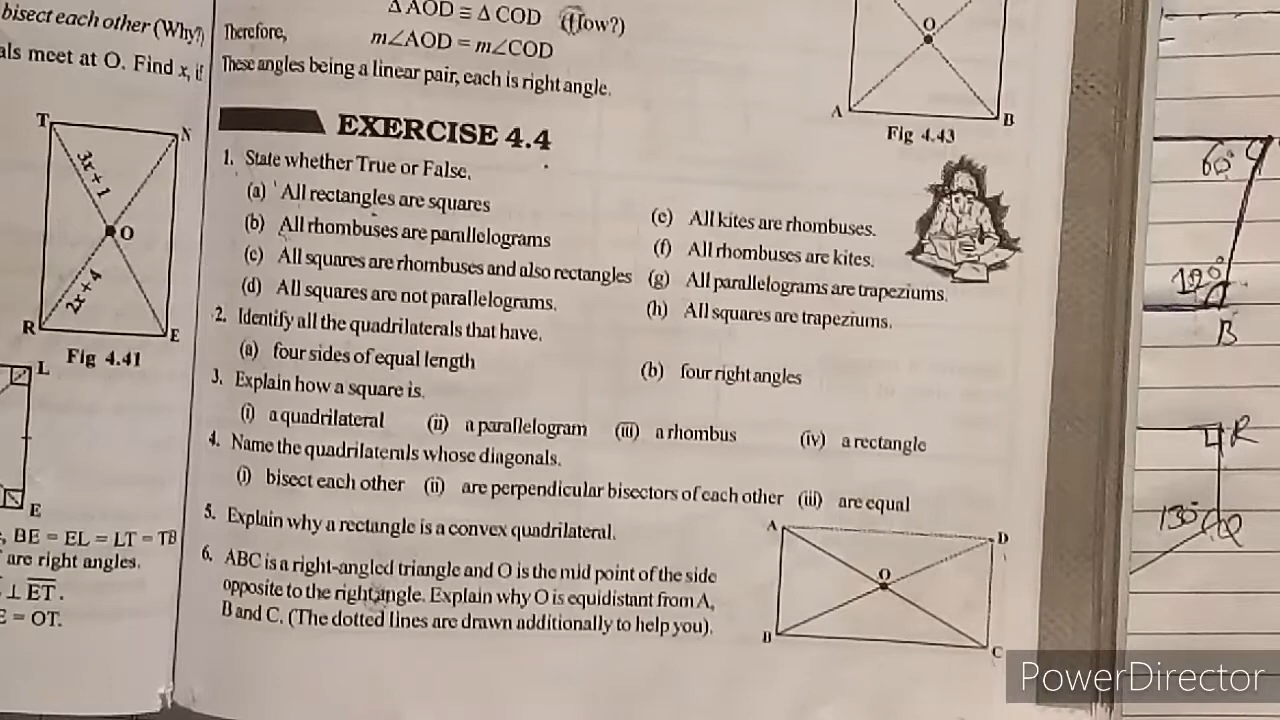 bisect each other (Why?)
als meet at O. Find x, if
T
N
3x + 1
O
2x + 4
R
E
Fig 4.41
L
E
, BE = EL = LT = TB
are right angles.
⊥ ET.
E = OT.
Δ AOD ≡ Δ COD (How?)
Therefore,
m∠AOD = m∠COD
These angles being a linear pair, each is right angle.
O
A
B
Fig 4.43
EXERCISE 4.4
1. State whether True or False.
(a) All rectangles are squares
(b) All rhombuses are parallelograms
(c) All squares are rhombuses and also rectangles
(d) All squares are not parallelograms.
(e) All kites are rhombuses.
(f) All rhombuses are kites.
(g) All parallelograms are trapeziums.
(h) All squares are trapeziums.
2. Identify all the quadrilaterals that have.
(a) four sides of equal length (b) four right angles
3. Explain how a square is.
(i) a quadrilateral (ii) a parallelogram (iii) a rhombus (iv) a rectangle
4. Name the quadrilaterals whose diagonals.
(i) bisect each other (ii) are perpendicular bisectors of each other (iii) are equal
5. Explain why a rectangle is a convex quadrilateral.
6. ABC is a right-angled triangle and O is the mid point of the side
opposite to the right angle. Explain why O is equidistant from A,
B and C. (The dotted lines are drawn additionally to help you).
A
D
O
B
C
60°
C
120°
B
R
130°
Q
PowerDirector